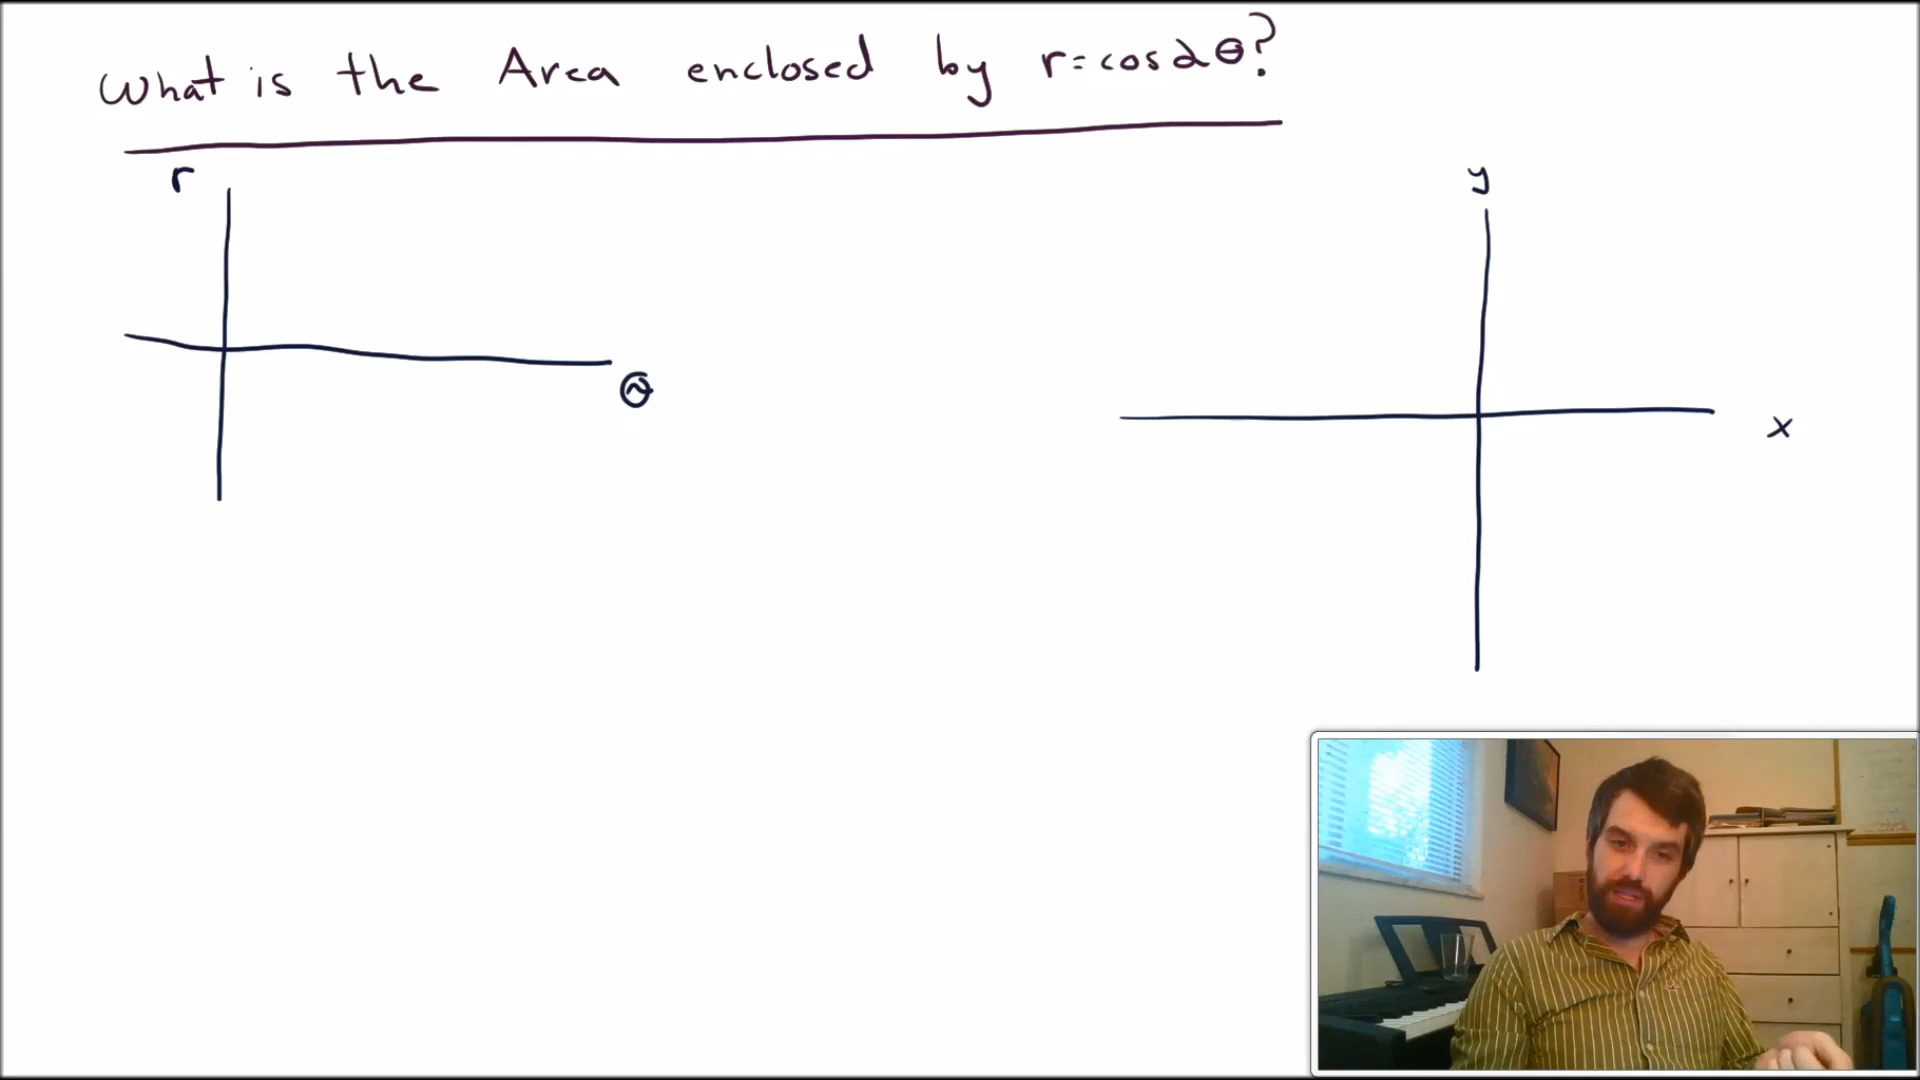 What is the Area enclosed by r=cos2θ?
r
y
θ
x